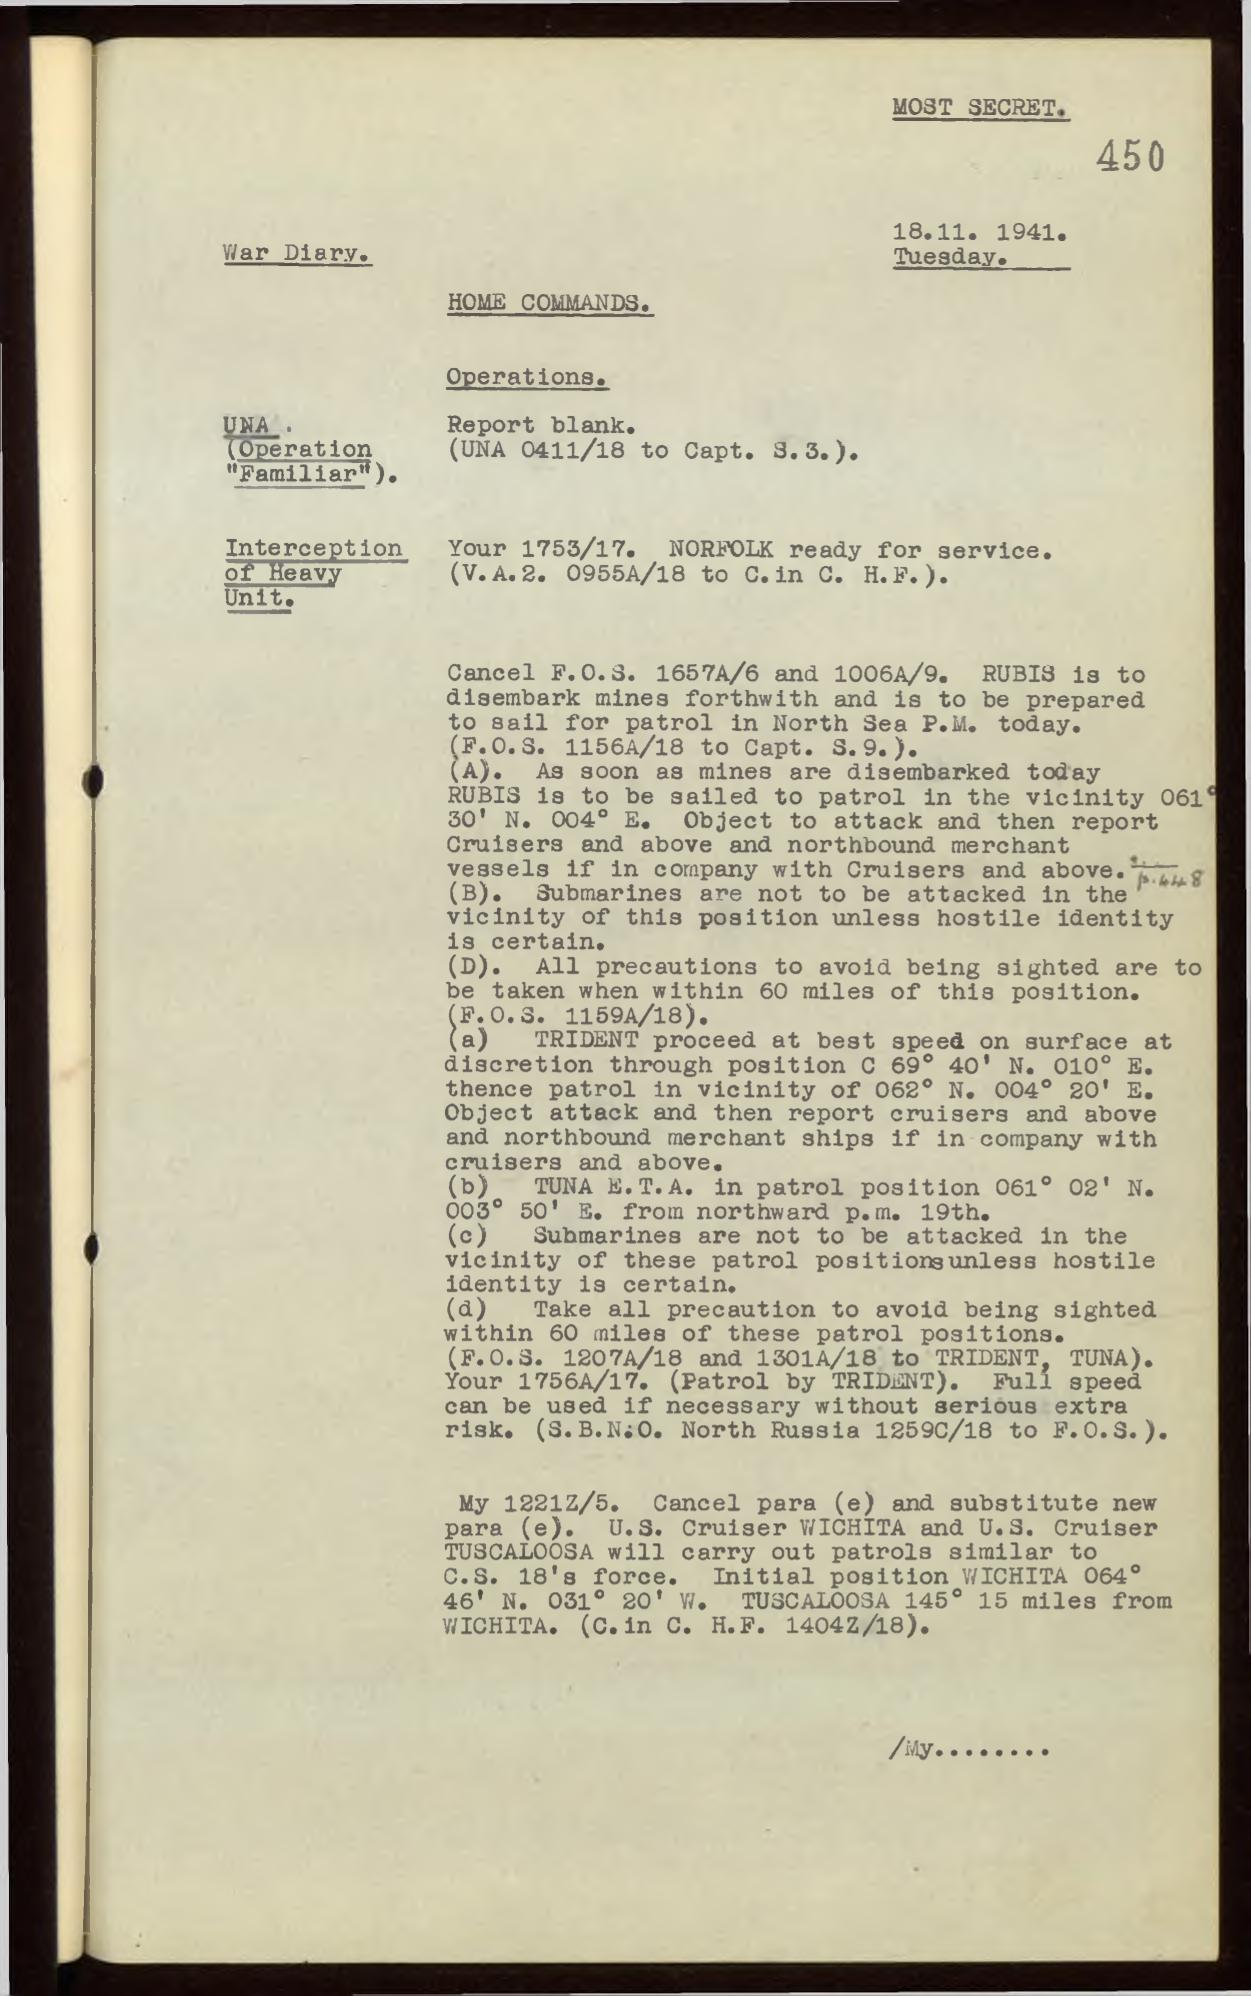 MOST SECRET.
450
18.11. 1941.
War Diary.
Tuesday.
HOME COMMANDS.
Operations.
UNA .
(Operation
"Familiar").
Report blank.
(UNA 0411/18 to Capt. S.3.).
Interception
of Heavy
Unit.
Your 1753/17. NORFOLK ready for service.
(V.A.2. 0955A/18 to C.in C. H.F.).
Cancel F.O.S. 1657A/6 and 1006A/9. RUBIS is to
disembark mines forthwith and is to be prepared
to sail for patrol in North Sea P.M. today.
(F.O.S. 1156A/18 to Capt. S.9.).
(A). As soon as mines are disembarked today
RUBIS is to be sailed to patrol in the vicinity 061°
30' N. 004° E. Object to attack and then report
Cruisers and above and northbound merchant
vessels if in company with Cruisers and above.
p.448
(B). Submarines are not to be attacked in the
vicinity of this position unless hostile identity
is certain.
(D). All precautions to avoid being sighted are to
be taken when within 60 miles of this position.
(F.O.S. 1159A/18).
(a) TRIDENT proceed at best speed on surface at
discretion through position C 69° 40' N. 010° E.
thence patrol in vicinity of 062° N. 004° 20' E.
Object attack and then report cruisers and above
and northbound merchant ships if in company with
cruisers and above.
(b) TUNA E.T.A. in patrol position 061° 02' N.
003° 50' E. from northward p.m. 19th.
(c) Submarines are not to be attacked in the
vicinity of these patrol positionsunless hostile
identity is certain.
(d) Take all precaution to avoid being sighted
within 60 miles of these patrol positions.
(F.O.S. 1207A/18 and 1301A/18 to TRIDENT, TUNA).
Your 1756A/17. (Patrol by TRIDENT). Full speed
can be used if necessary without serious extra
risk. (S.B.N.O. North Russia 1259C/18 to F.O.S.).
My 1221Z/5. Cancel para (e) and substitute new
para (e). U.S. Cruiser WICHITA and U.S. Cruiser
TUSCALOOSA will carry out patrols similar to
C.S. 18's force. Initial position WICHITA 064°
46' N. 031° 20' W. TUSCALOOSA 145° 15 miles from
WICHITA. (C.in C. H.F. 1404Z/18).
/My........